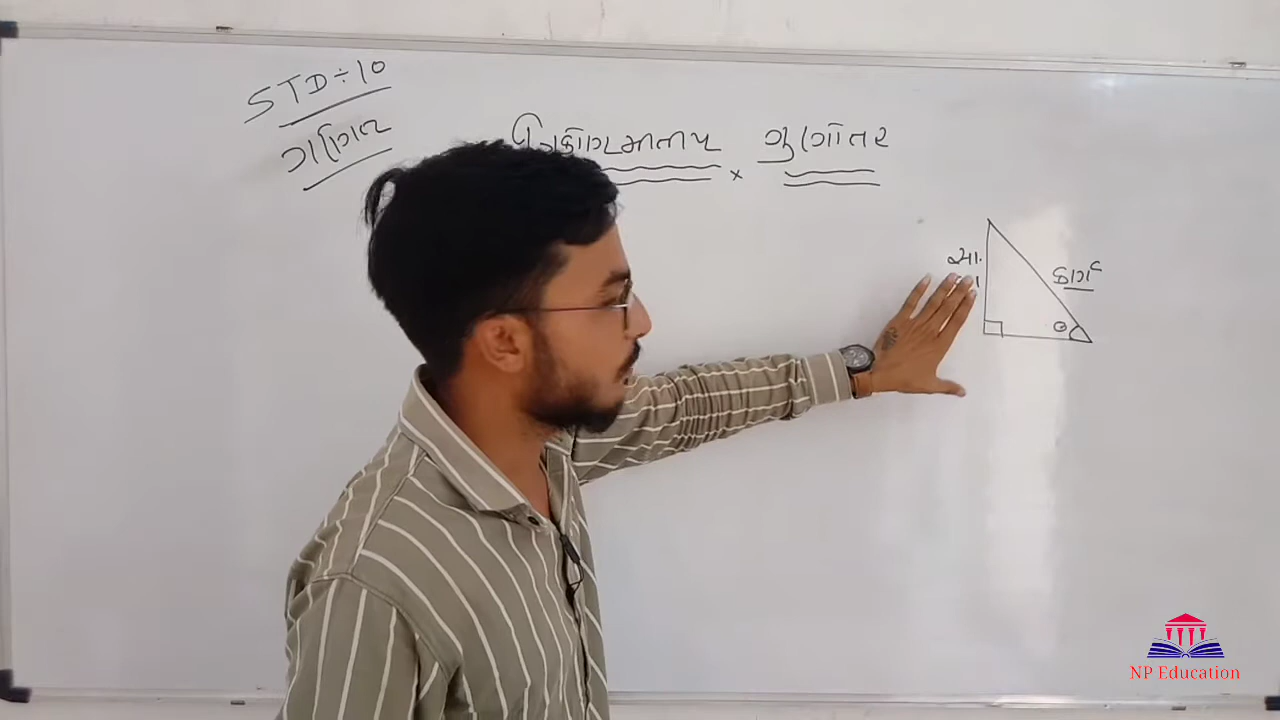 STD ÷ 10
ગણિત
ત્રિકોણમિતીય × ગુણોત્તર
સા.
કર્ણ
θ
NP Education